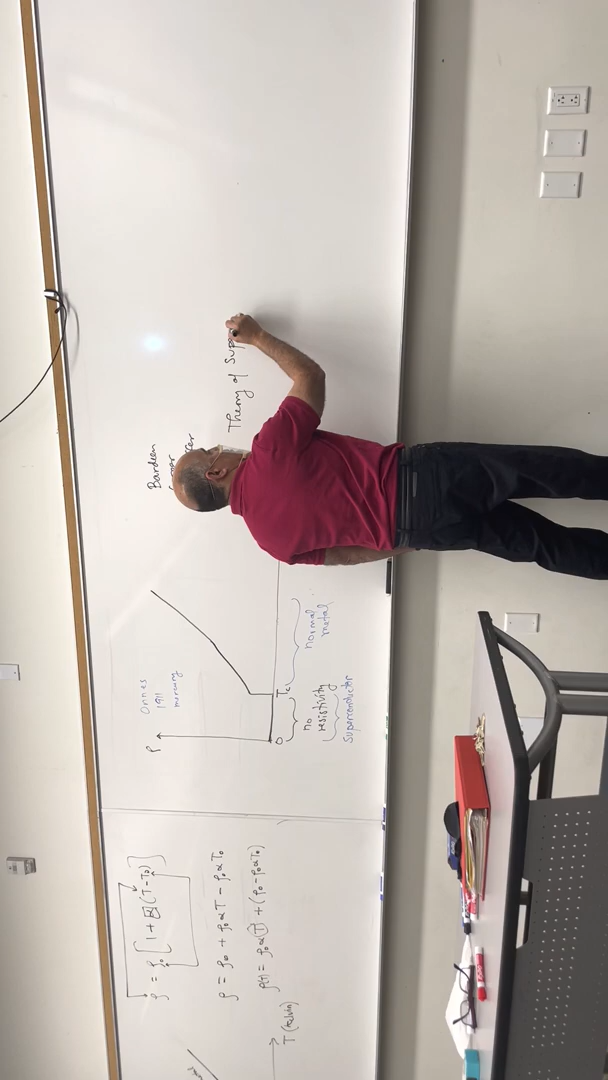 ρ = ρ₀ [1 + α(T - T₀)]
ρ = ρ₀ + ρ₀αT - ρ₀αT₀
ρ(T) = ρ₀α(T) + (ρ₀ - ρ₀αT₀)
T (kelvin)
ρ
Onnes
1911
mercury
0
Tc
no
resistivity
superconductor
normal
metal
Bardeen
Theory of